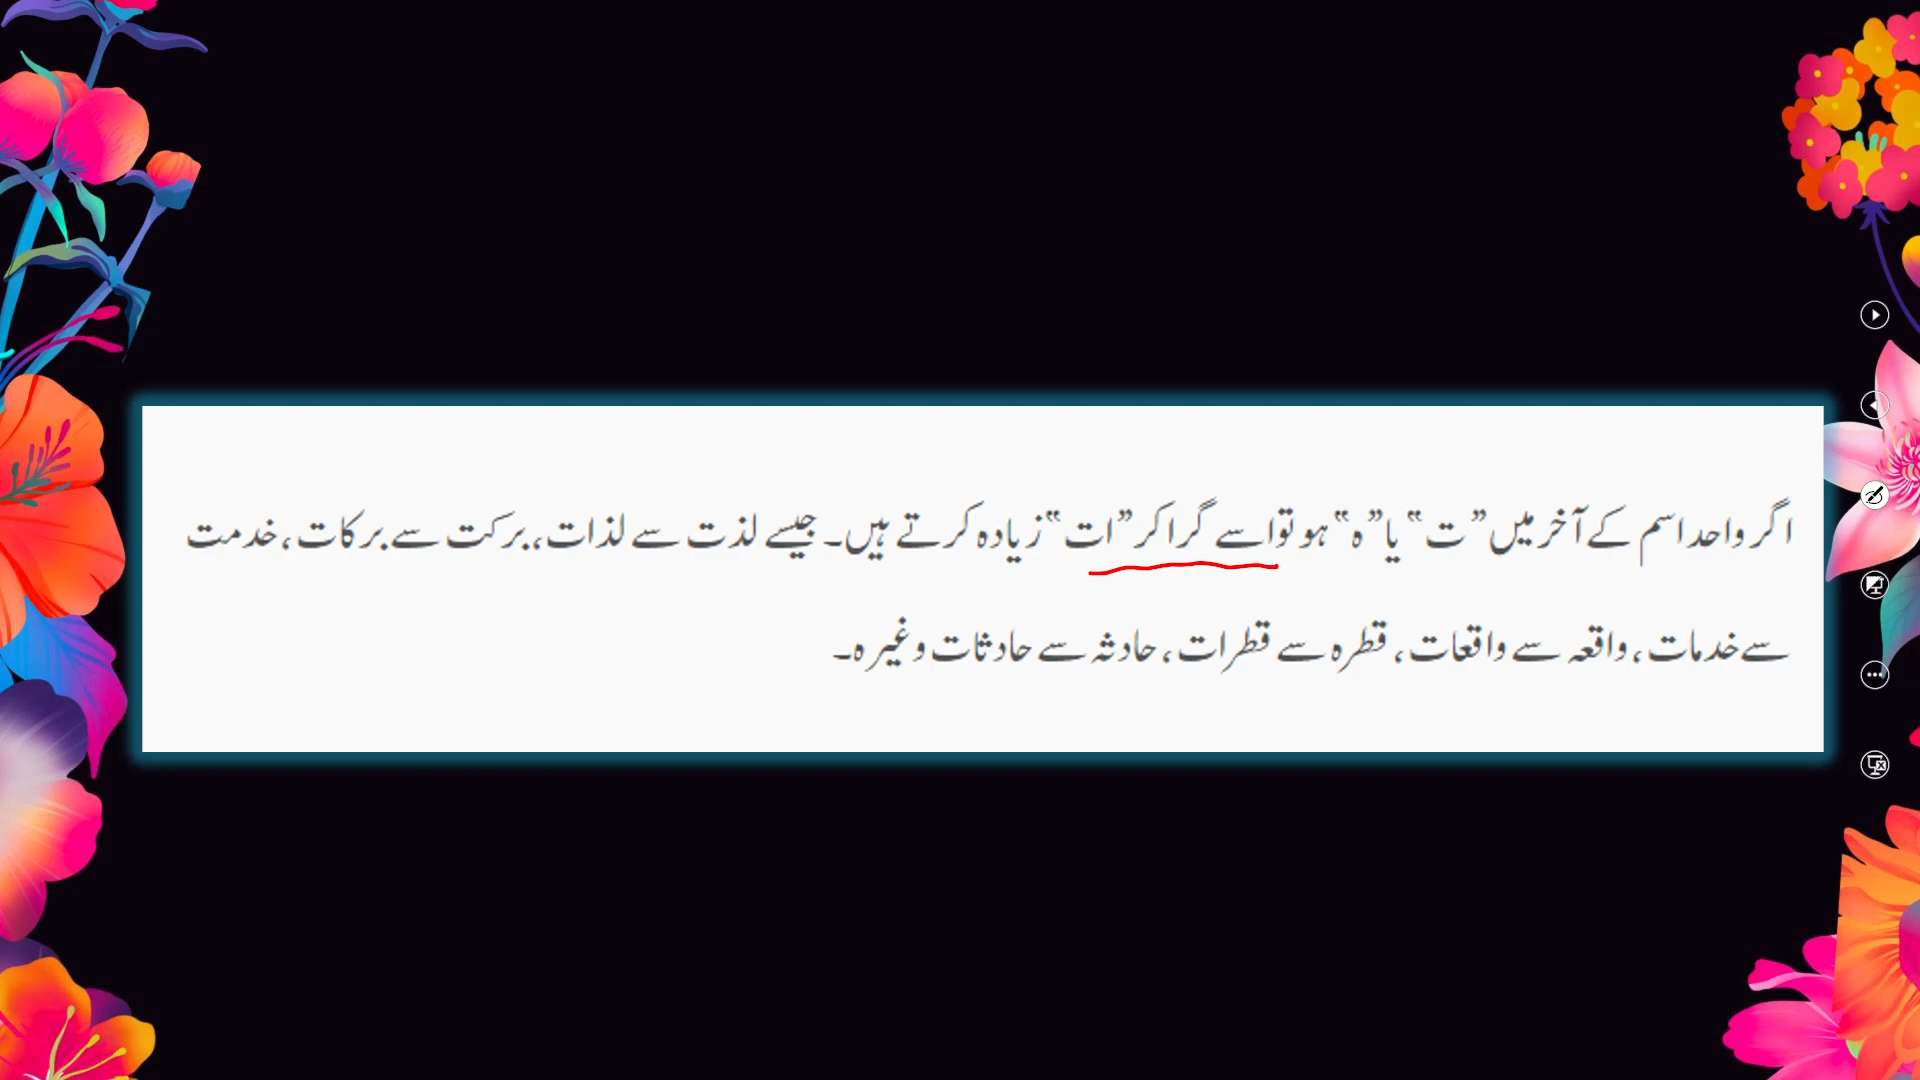 اگر واحد اسم کے آخر میں ”ت“ یا ”ہ“ ہو تو اسے گرا کر ”ات“ زیادہ کرتے ہیں۔ جیسے لذت سے لذات، برکت سے برکات، خدمت
سے خدمات، واقعہ سے واقعات، قطرہ سے قطرات، حادثہ سے حادثات وغیرہ۔